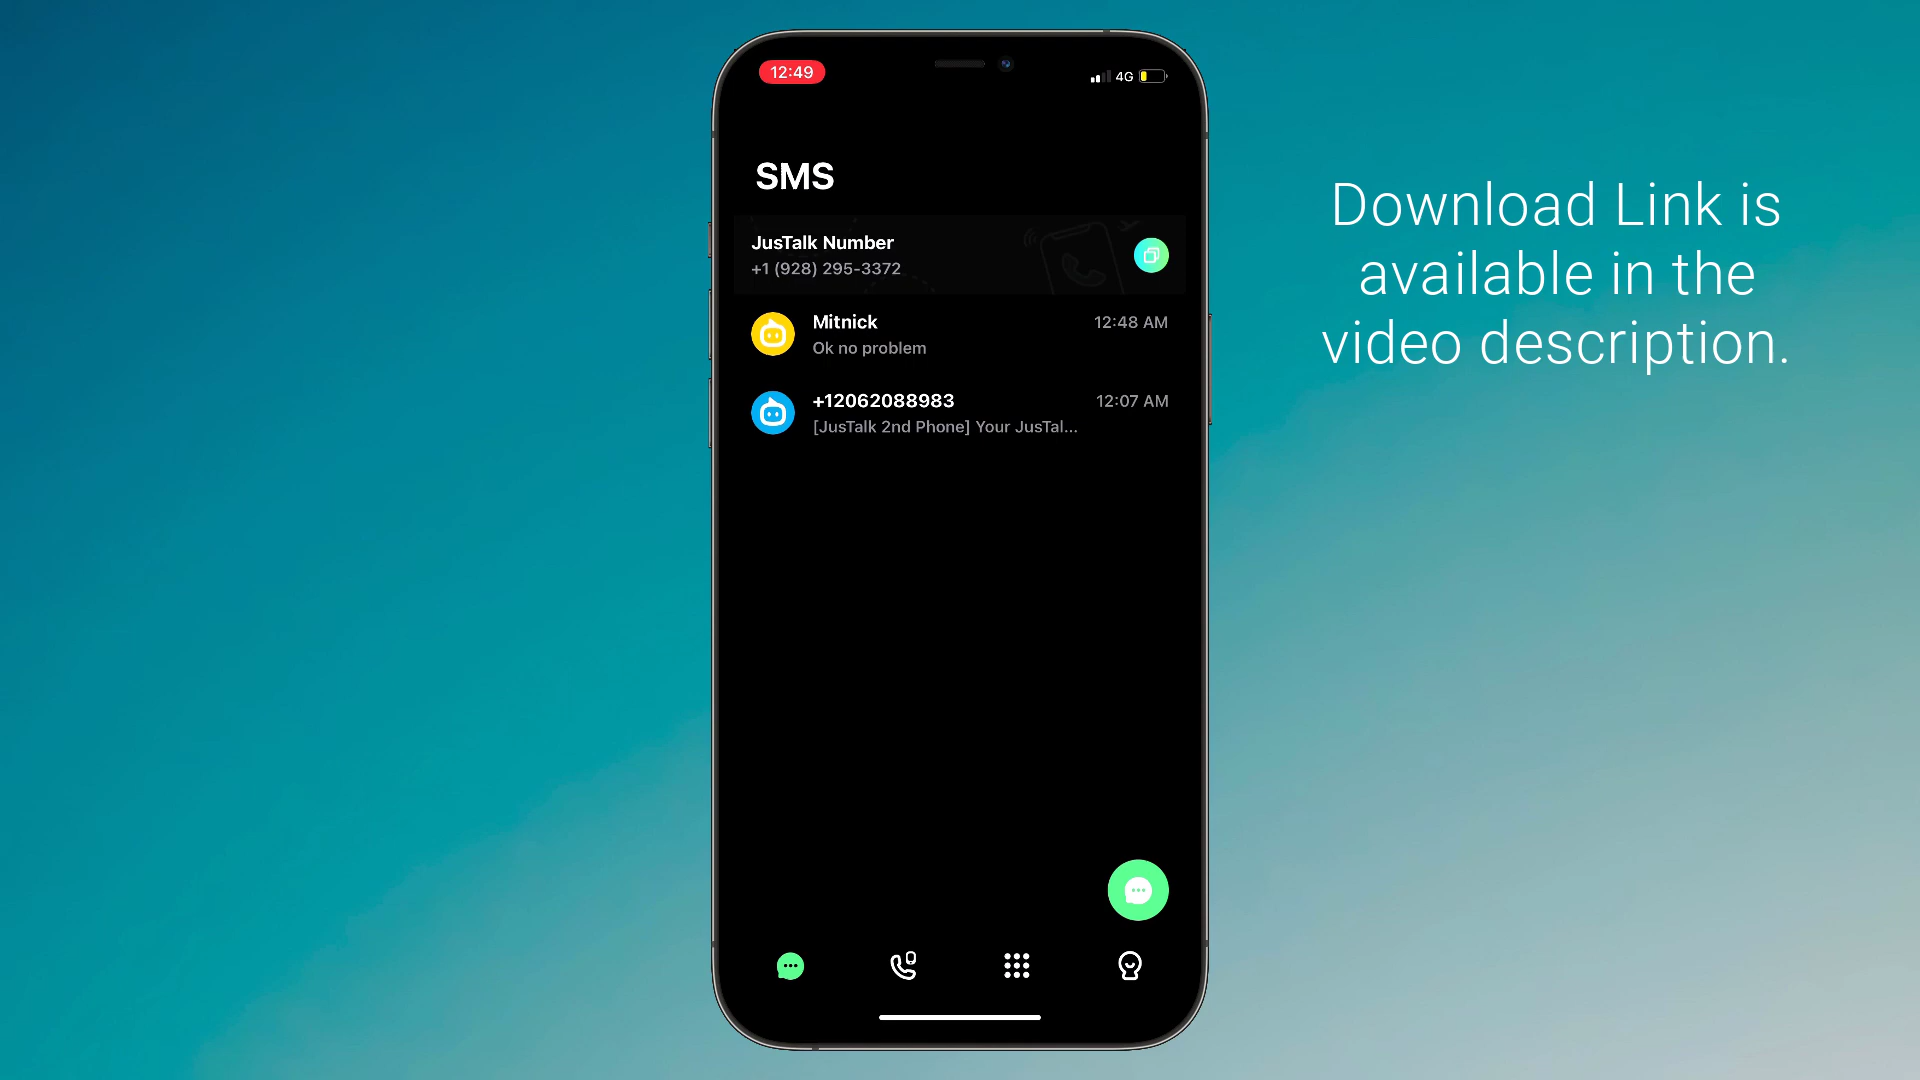 12:49
4G
SMS
JusTalk Number
+1 (928) 295-3372
Mitnick
12:48 AM
Ok no problem
+12062088983
12:07 AM
[JusTalk 2nd Phone] Your JusTal...
Download Link is
available in the
video description.